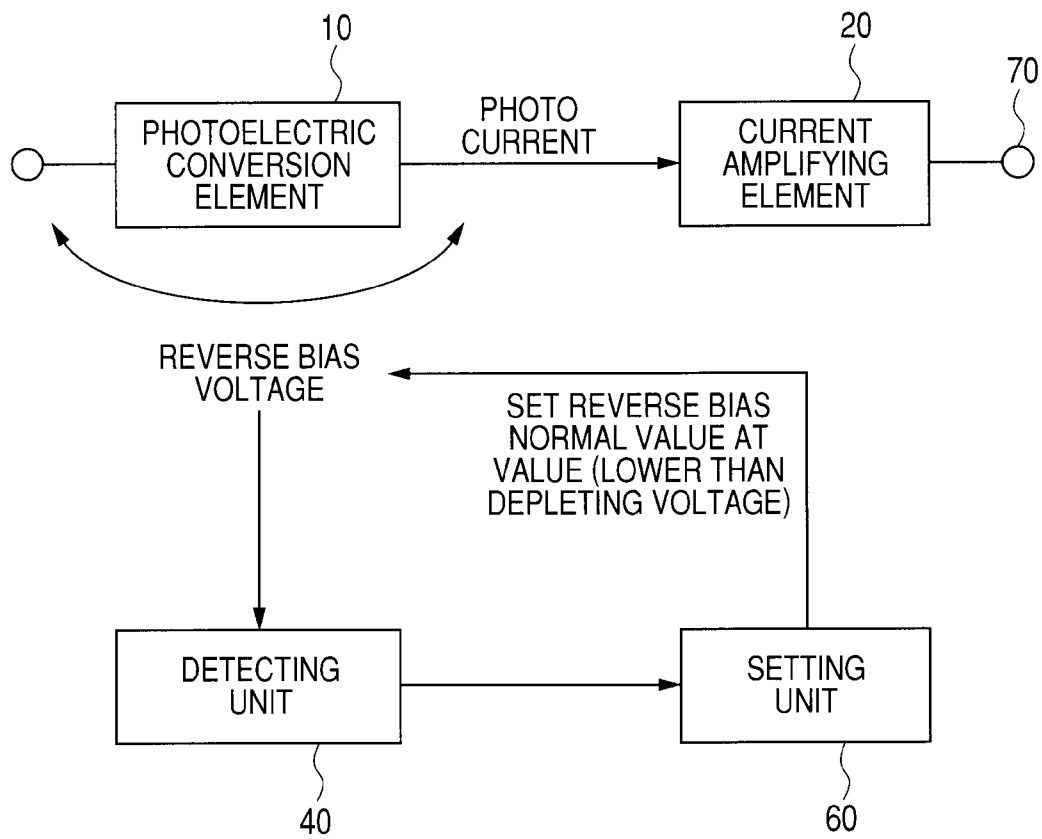 10
20
70
PHOTOELECTRIC
CONVERSION
ELEMENT
PHOTO
CURRENT
CURRENT
AMPLIFYING
ELEMENT
REVERSE BIAS
VOLTAGE
SET REVERSE BIAS
NORMAL VALUE AT
VALUE (LOWER THAN
DEPLETING VOLTAGE)
DETECTING
UNIT
SETTING
UNIT
40
60